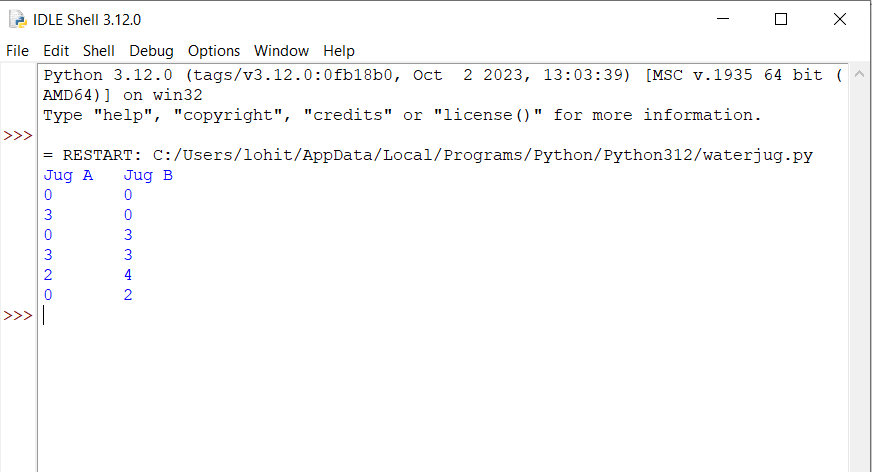 IDLE Shell 3.12.0
File Edit Shell Debug Options Window Help
Python 3.12.0 (tags/v3.12.0:0fb18b0, Oct  2 2023, 13:03:39) [MSC v.1935 64 bit (
AMD64)] on win32
Type "help", "copyright", "credits" or "license()" for more information.
>>>
= RESTART: C:/Users/lohit/AppData/Local/Programs/Python/Python312/waterjug.py
Jug A   Jug B
0       0
3       0
0       3
3       3
2       4
0       2
>>>